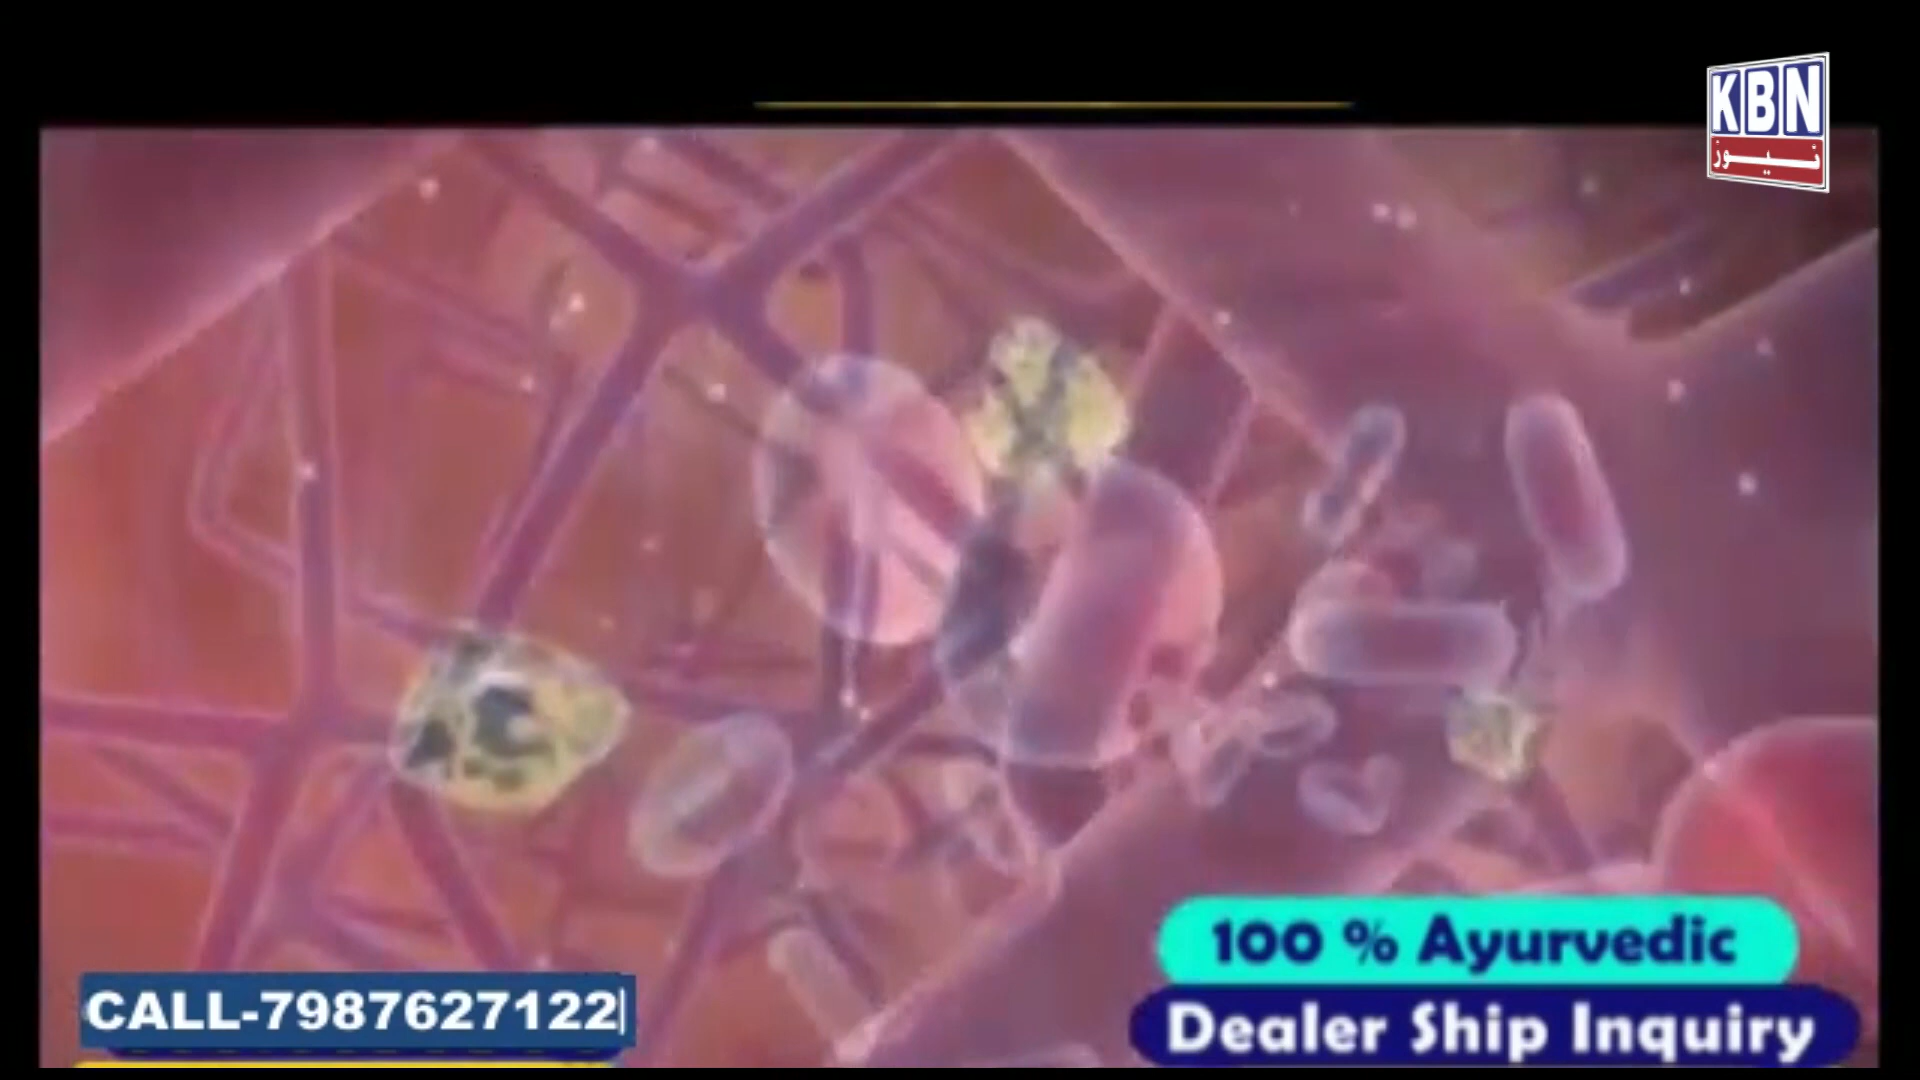 KBN
نیوز
100 % Ayurvedic
CALL-7987627122
Dealer Ship Inquiry